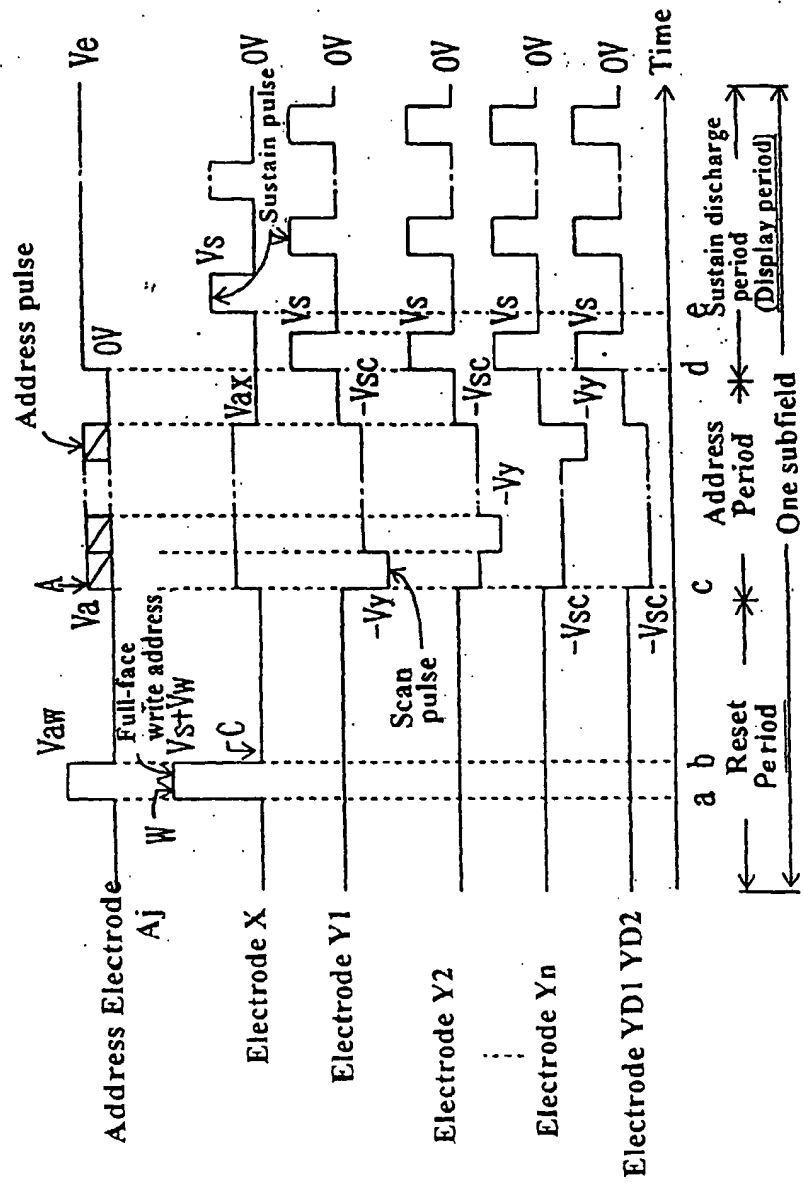 Address pulse
Vaw
Va
A
0V
Ve
Address Electrode
Aj
Full-face
write address
W
Vs+Vw
C
Vax
Vs
0V
Electrode X
Sustain pulse
Electrode Y1
-Vy
-Vsc
Vs
0V
Scan
pulse
Electrode Y2
-Vy
-Vsc
Vs
0V
Electrode Yn
-Vsc
-Vy
Vs
0V
Electrode YD1 YD2
-Vsc
Vs
0V
Time
a
b
c
d
e
Reset
Period
Address
Period
Sustain discharge
period
(Display period)
One subfield